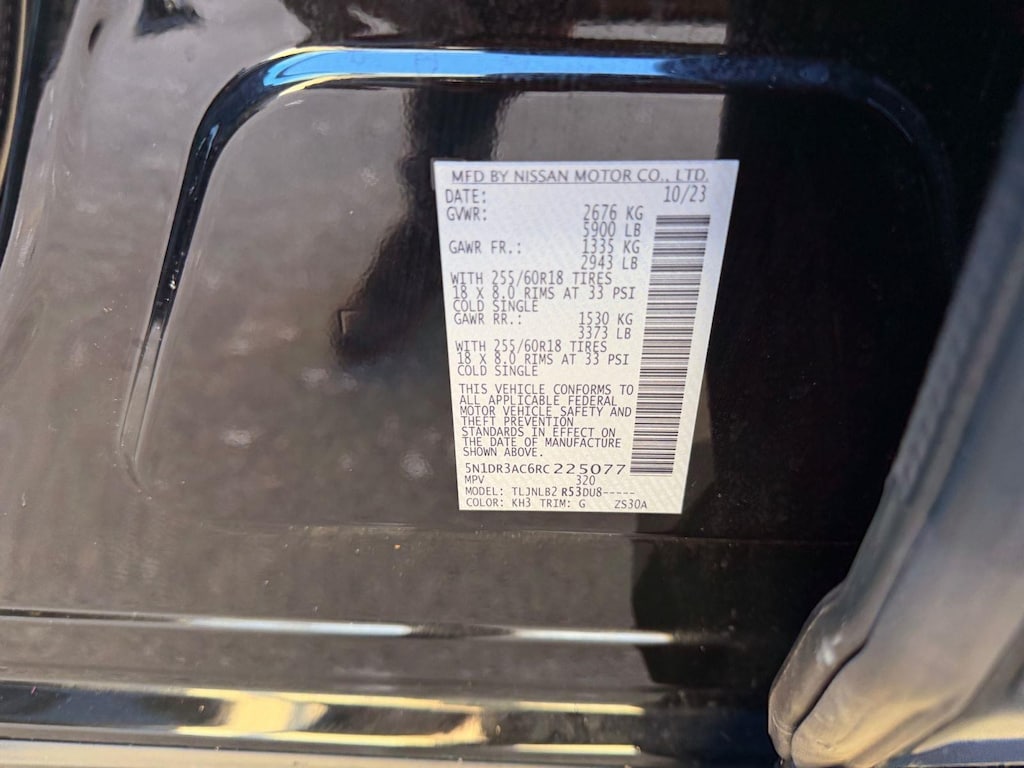 MFD BY NISSAN MOTOR CO., LTD.
DATE: 10/23
GVWR: 2676 KG
5900 LB
GAWR FR.: 1335 KG
2943 LB
WITH 255/60R18 TIRES
18 X 8.0 RIMS AT 33 PSI
COLD SINGLE
GAWR RR.: 1530 KG
3373 LB
WITH 255/60R18 TIRES
18 X 8.0 RIMS AT 33 PSI
COLD SINGLE
THIS VEHICLE CONFORMS TO
ALL APPLICABLE FEDERAL
MOTOR VEHICLE SAFETY AND
THEFT PREVENTION
STANDARDS IN EFFECT ON
THE DATE OF MANUFACTURE
SHOWN ABOVE.
5N1DR3AC6RC225077
MPV 320
MODEL: TLJNLB2 R53DU8-----
COLOR: KH3 TRIM: G ZS30A